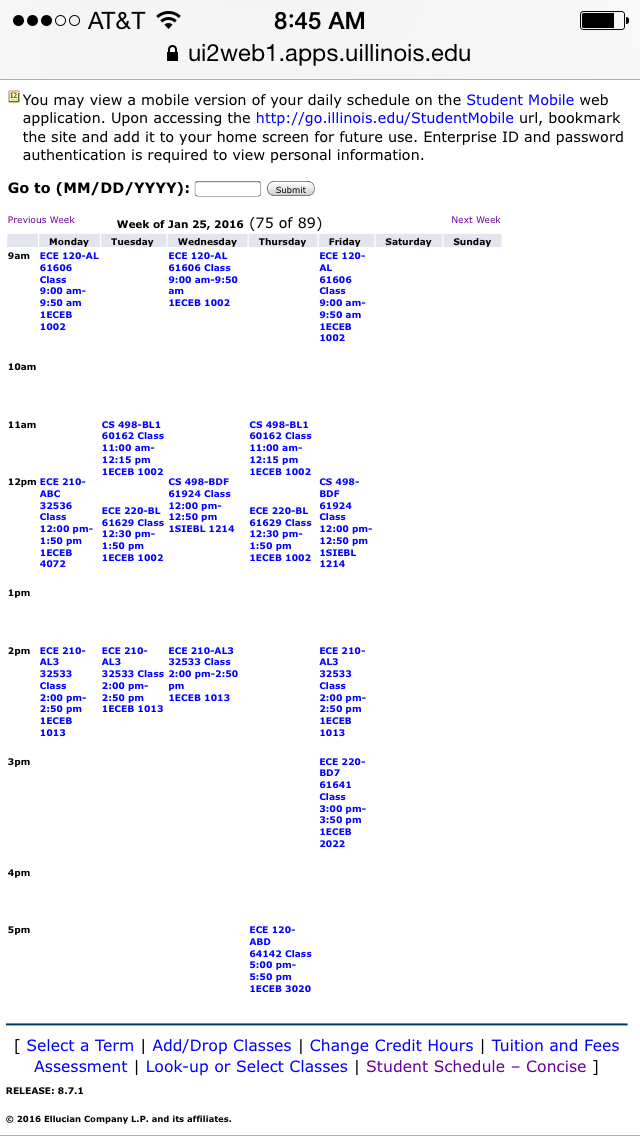 AT&T 8:45 AM
ui2web1.apps.uillinois.edu
You may view a mobile version of your daily schedule on the Student Mobile web
application. Upon accessing the http://go.illinois.edu/StudentMobile url, bookmark
the site and add it to your home screen for future use. Enterprise ID and password
authentication is required to view personal information.
Go to (MM/DD/YYYY): Submit
Previous Week Week of Jan 25, 2016 (75 of 89) Next Week
Monday Tuesday Wednesday Thursday Friday Saturday Sunday
9am
ECE 120-AL
61606
Class
9:00 am-
9:50 am
1ECEB
1002
ECE 120-AL
61606 Class
9:00 am-9:50
am
1ECEB 1002
ECE 120-
AL
61606
Class
9:00 am-
9:50 am
1ECEB
1002
10am
11am
CS 498-BL1
60162 Class
11:00 am-
12:15 pm
1ECEB 1002
CS 498-BL1
60162 Class
11:00 am-
12:15 pm
1ECEB 1002
12pm
ECE 210-
ABC
32536
Class
12:00 pm-
1:50 pm
1ECEB
4072
ECE 220-BL
61629 Class
12:30 pm-
1:50 pm
1ECEB 1002
CS 498-BDF
61924 Class
12:00 pm-
12:50 pm
1SIEBL 1214
ECE 220-BL
61629 Class
12:30 pm-
1:50 pm
1ECEB 1002
CS 498-
BDF
61924
Class
12:00 pm-
12:50 pm
1SIEBL
1214
1pm
2pm
ECE 210-
AL3
32533
Class
2:00 pm-
2:50 pm
1ECEB
1013
ECE 210-
AL3
32533 Class
2:00 pm-
2:50 pm
1ECEB 1013
ECE 210-AL3
32533 Class
2:00 pm-2:50
pm
1ECEB 1013
ECE 210-
AL3
32533
Class
2:00 pm-
2:50 pm
1ECEB
1013
3pm
ECE 220-
BD7
61641
Class
3:00 pm-
3:50 pm
1ECEB
2022
4pm
5pm
ECE 120-
ABD
64142 Class
5:00 pm-
5:50 pm
1ECEB 3020
[ Select a Term | Add/Drop Classes | Change Credit Hours | Tuition and Fees
Assessment | Look-up or Select Classes | Student Schedule – Concise ]
RELEASE: 8.7.1
© 2016 Ellucian Company L.P. and its affiliates.